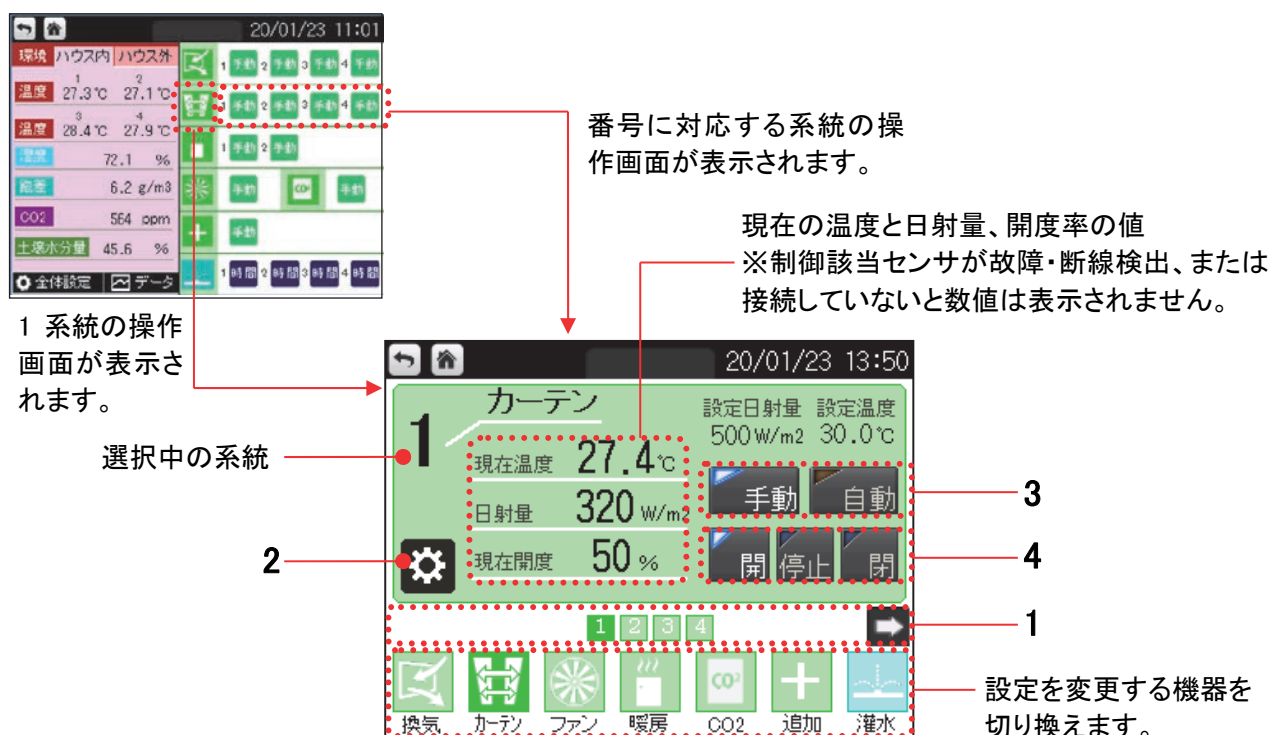 20/01/23 11:01
環境 ハウス内 ハウス外
1 手動 2 手動 3 手動 4 手動
1 2
温度 27.3℃ 27.1℃
1 手動 2 手動 3 手動 4 手動
3 4
温度 28.4℃ 27.9℃
1 手動 2 手動
湿度 72.1 %
飽差 6.2 g/m3
手動 CO² 手動
CO2 564 ppm
手動
土壌水分量 45.6 %
1 時間 2 時間 3 時間 4 時間
全体設定 データ
番号に対応する系統の操
作画面が表示されます。
現在の温度と日射量、開度率の値
※制御該当センサが故障・断線検出、または
接続していないと数値は表示されません。
1 系統の操作
画面が表示さ
れます。
選択中の系統
20/01/23 13:50
1 カーテン
設定日射量 設定温度
500W/m2 30.0℃
現在温度 27.4℃
手動 自動
3
日射量 320 W/m2
2
現在開度 50 %
開 停止 閉
4
1 2 3 4
1
CO²
換気 カーテン ファン 暖房 CO2 追加 灌水
設定を変更する機器を
切り換えます。